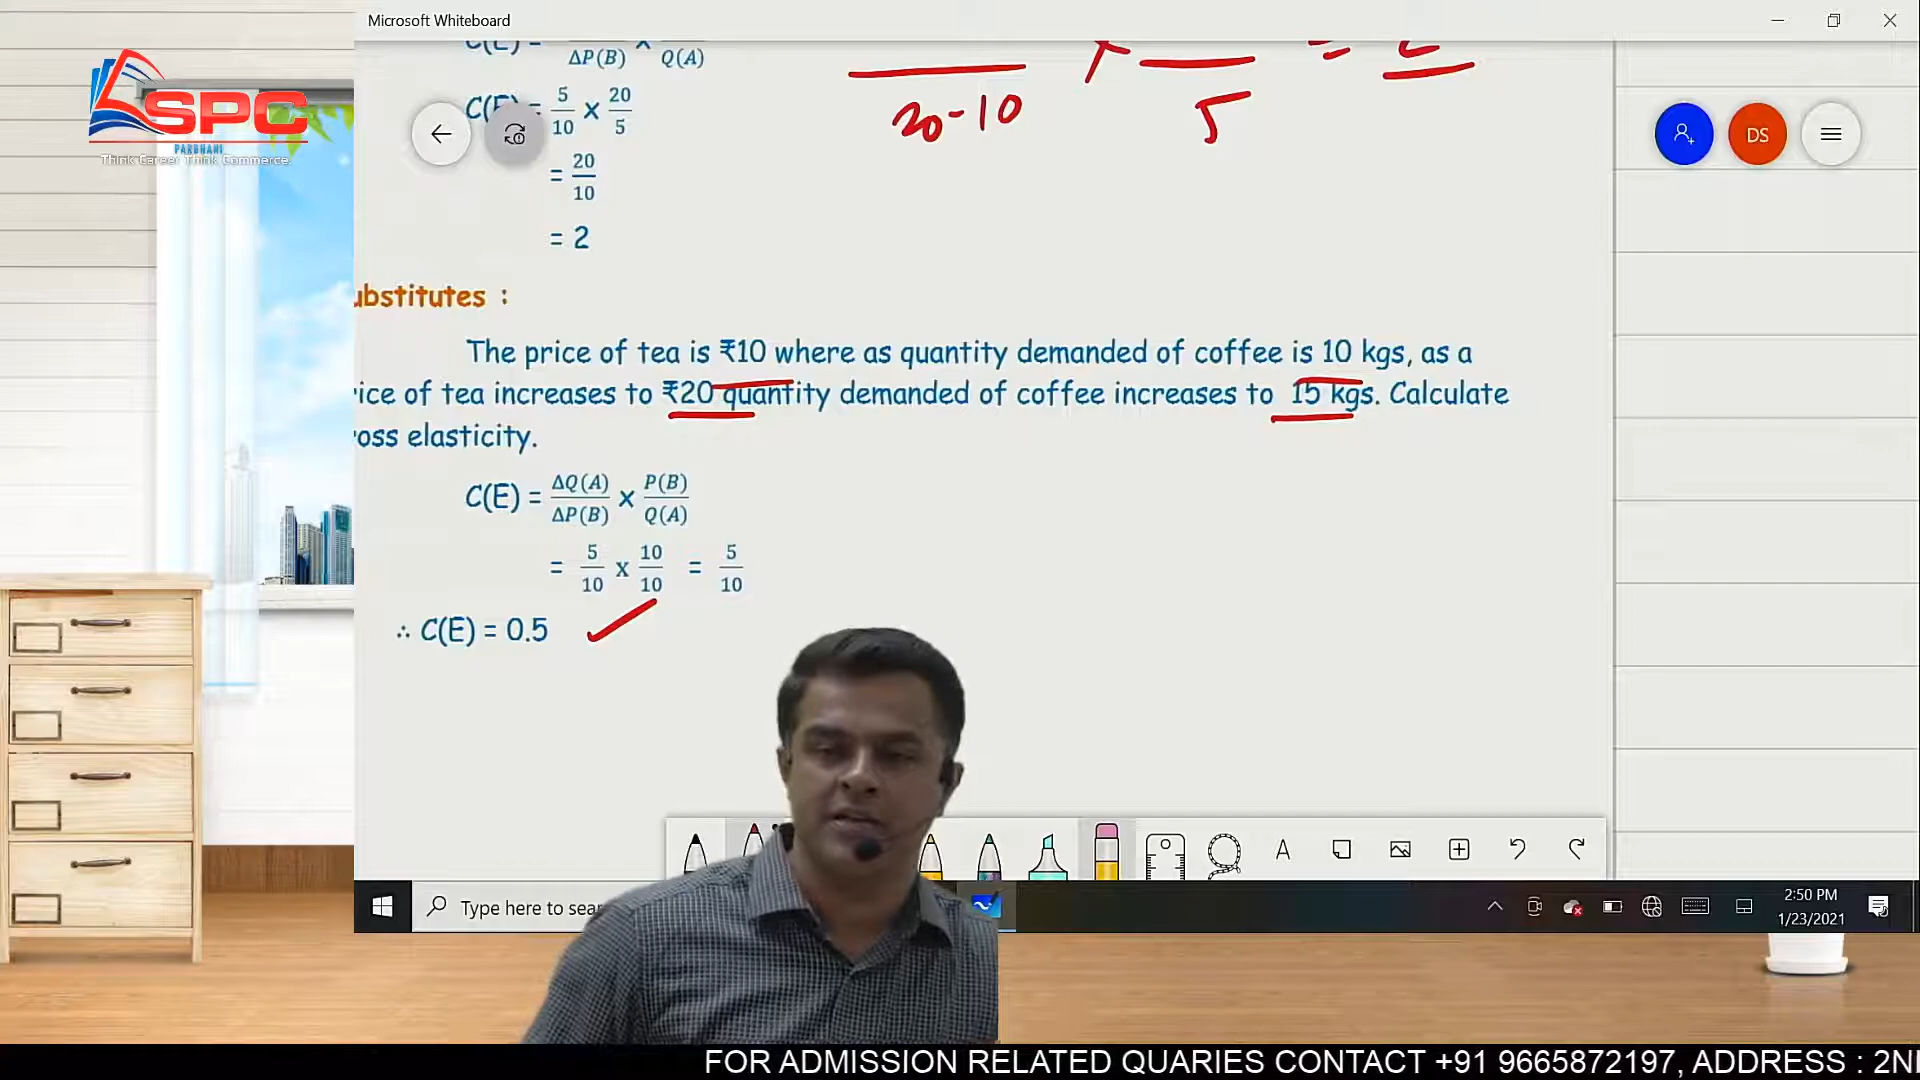 Microsoft Whiteboard
SPC
PARBHANI
Think Career Think Commerce.
C(E) = ΔP(B) x Q(A)
20-10 x 5 = 2
C(E) = 5/10 x 20/5
= 20/10
= 2
DS
ubstitutes :
The price of tea is ₹10 where as quantity demanded of coffee is 10 kgs, as a
rice of tea increases to ₹20 quantity demanded of coffee increases to 15 kgs. Calculate
ross elasticity.
C(E) = ΔQ(A)/ΔP(B) x P(B)/Q(A)
= 5/10 x 10/10 = 5/10
∴ C(E) = 0.5
A
Type here to sear
2:50 PM
1/23/2021
FOR ADMISSION RELATED QUARIES CONTACT +91 9665872197, ADDRESS : 2N